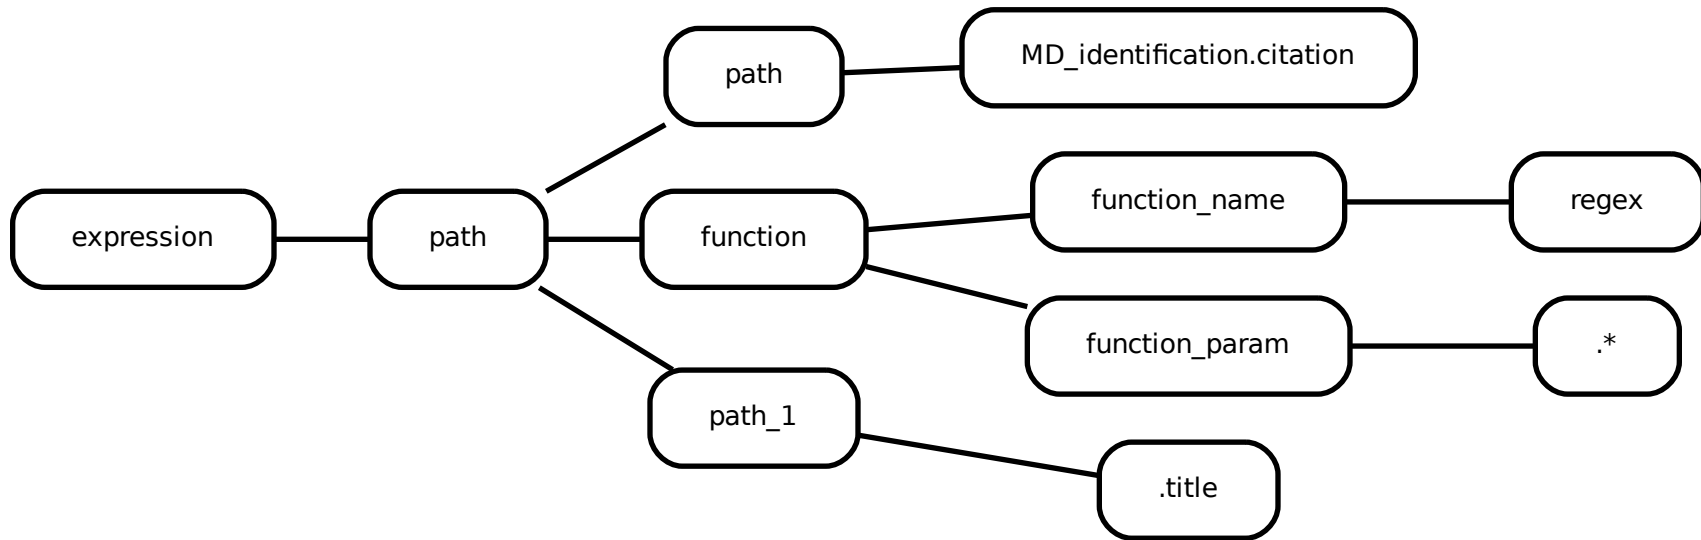 path
MD_identification.citation
function_name
regex
expression
path
function
function_param
.*
path_1
.title